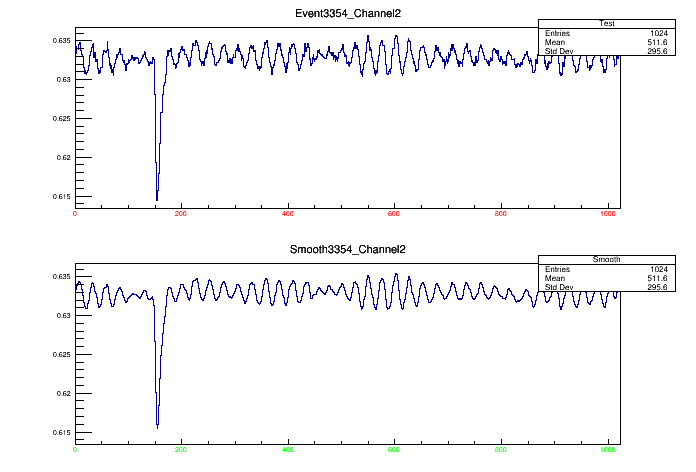 Event3354_Channel2
Test
Entries 1024
Mean 511.6
Std Dev 295.6
0.635
0.63
0.625
0.62
0.615
0 200 400 600 800 1000
Smooth3354_Channel2
Smooth
Entries 1024
Mean 511.6
Std Dev 295.6
0.635
0.63
0.625
0.62
0.615
0 200 400 600 800 1000